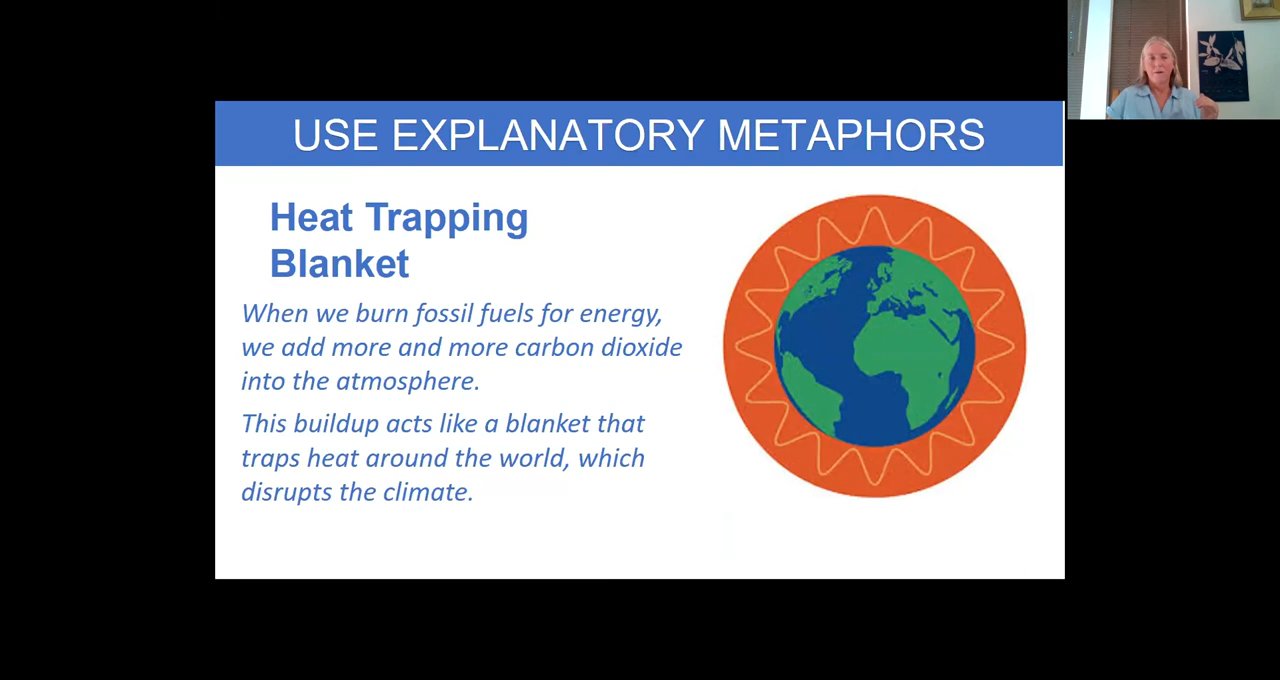 USE EXPLANATORY METAPHORS
Heat Trapping
Blanket
When we burn fossil fuels for energy,
we add more and more carbon dioxide
into the atmosphere.
This buildup acts like a blanket that
traps heat around the world, which
disrupts the climate.